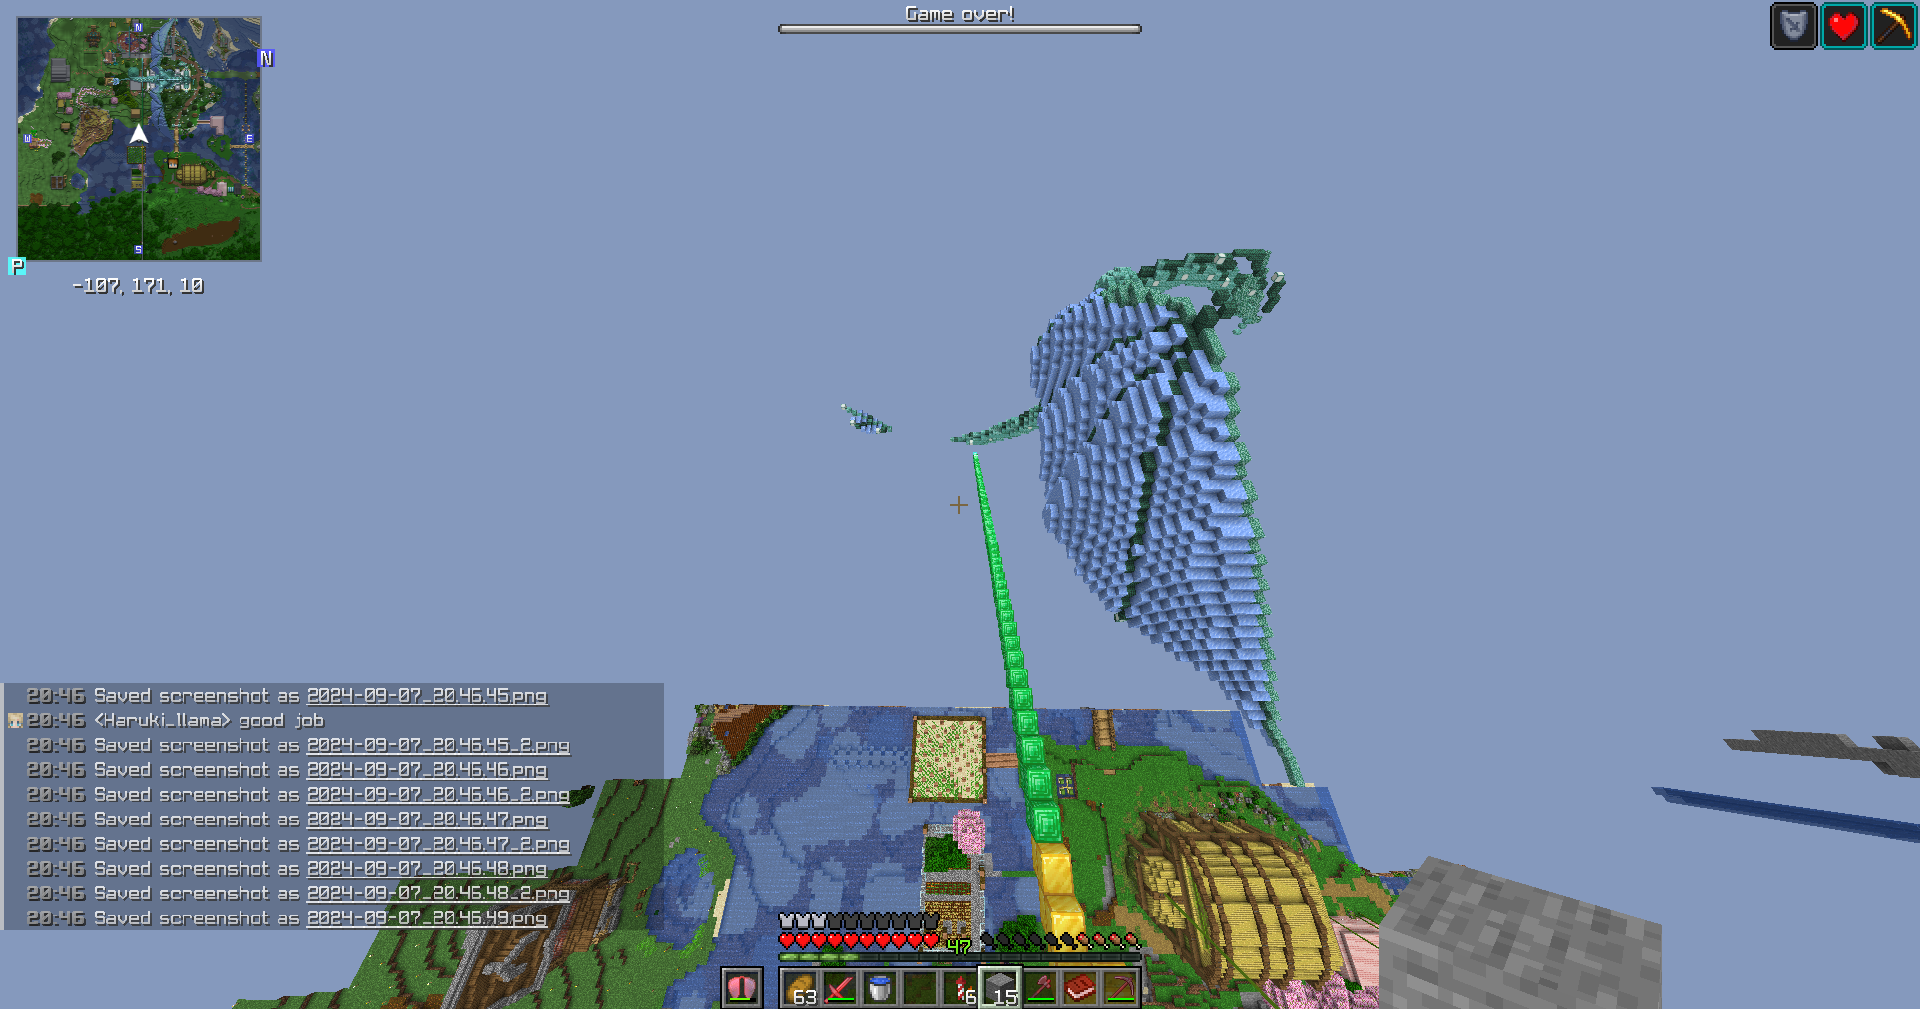 Game over!
N
N
W
E
S
P
-107, 171, 10
20:46 Saved screenshot as 2024-09-07_20.46.45.png
20:46 <Haruki_llama> good job
20:46 Saved screenshot as 2024-09-07_20.46.45_2.png
20:46 Saved screenshot as 2024-09-07_20.46.46.png
20:46 Saved screenshot as 2024-09-07_20.46.46_2.png
20:46 Saved screenshot as 2024-09-07_20.46.47.png
20:46 Saved screenshot as 2024-09-07_20.46.47_2.png
20:46 Saved screenshot as 2024-09-07_20.46.48.png
20:46 Saved screenshot as 2024-09-07_20.46.48_2.png
20:46 Saved screenshot as 2024-09-07_20.46.49.png
47
63
6
15